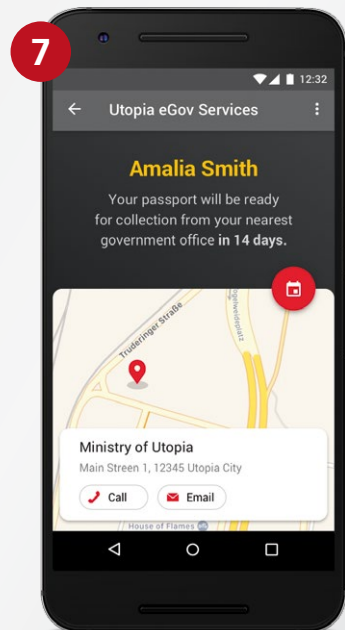 7
12:32
Utopia eGov Services
Amalia Smith
Your passport will be ready
for collection from your nearest
government office in 14 days.
Truderinger Straße
Ministry of Utopia
Main Streen 1, 12345 Utopia City
Call
Email
House of Flames